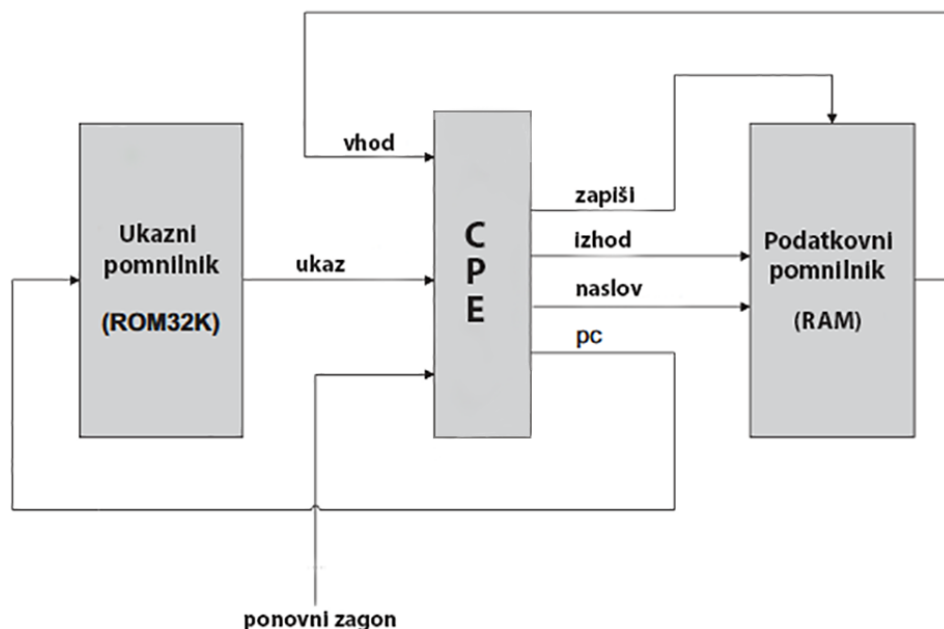 vhod
zapiši
Ukazni
pomnilnik
(ROM32K)
ukaz
C
P
E
izhod
naslov
pc
Podatkovni
pomnilnik
(RAM)
ponovni zagon